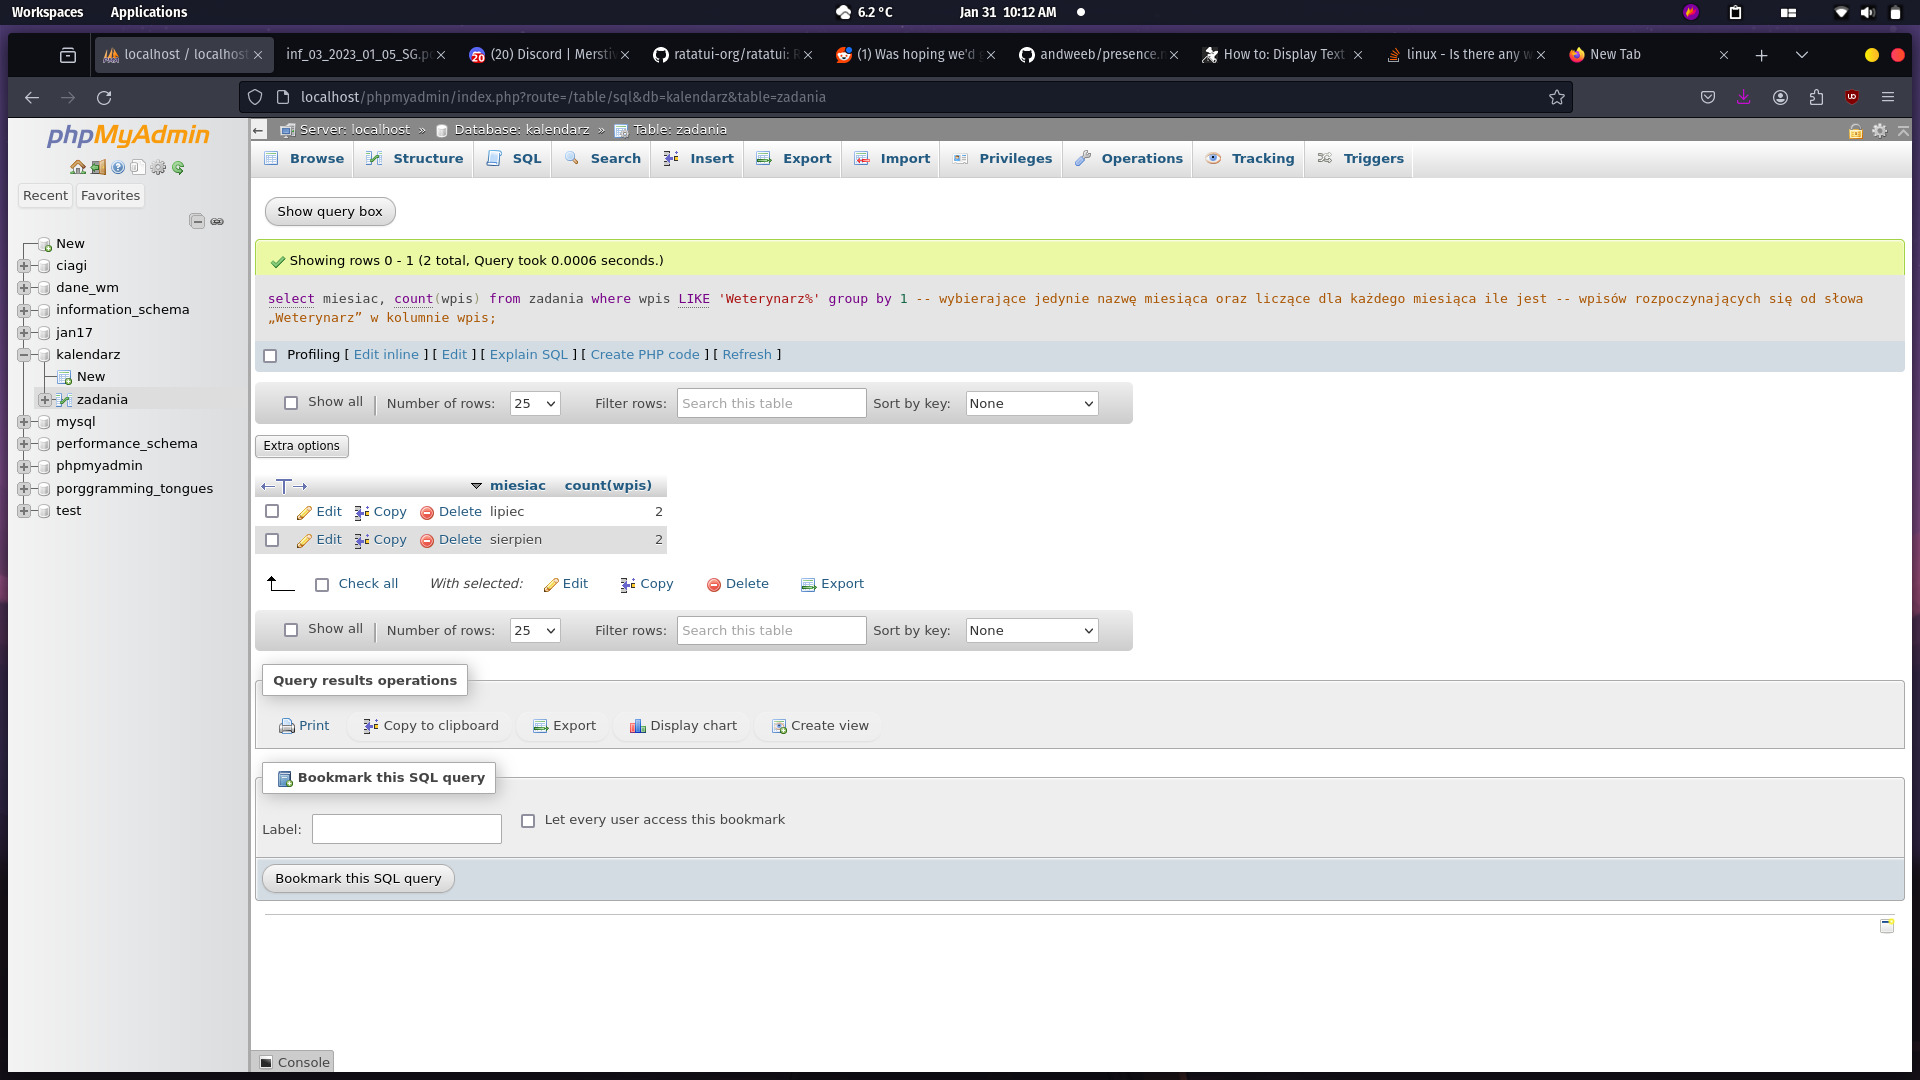 Workspaces Applications 6.2 °C Jan 31 10:12 AM
localhost / localhost inf_03_2023_01_05_SG.p (20) Discord | Merstiv ratatui-org/ratatui: R (1) Was hoping we'd andweeb/presence.n How to: Display Text linux - Is there any w New Tab
localhost/phpmyadmin/index.php?route=/table/sql&db=kalendarz&table=zadania
phpMyAdmin
Recent Favorites
New
ciagi
dane_wm
information_schema
jan17
kalendarz
New
zadania
mysql
performance_schema
phpmyadmin
porggramming_tongues
test
Server: localhost » Database: kalendarz » Table: zadania
Browse Structure SQL Search Insert Export Import Privileges Operations Tracking Triggers
Show query box
Showing rows 0 - 1 (2 total, Query took 0.0006 seconds.)
select miesiac, count(wpis) from zadania where wpis LIKE 'Weterynarz%' group by 1 -- wybierające jedynie nazwę miesiąca oraz liczące dla każdego miesiąca ile jest -- wpisów rozpoczynających się od słowa
„Weterynarz” w kolumnie wpis;
Profiling [ Edit inline ] [ Edit ] [ Explain SQL ] [ Create PHP code ] [ Refresh ]
Show all Number of rows: 25 Filter rows: Search this table Sort by key: None
Extra options
miesiac count(wpis)
Edit Copy Delete lipiec 2
Edit Copy Delete sierpien 2
Check all With selected: Edit Copy Delete Export
Show all Number of rows: 25 Filter rows: Search this table Sort by key: None
Query results operations
Print Copy to clipboard Export Display chart Create view
Bookmark this SQL query
Label: Let every user access this bookmark
Bookmark this SQL query
Console